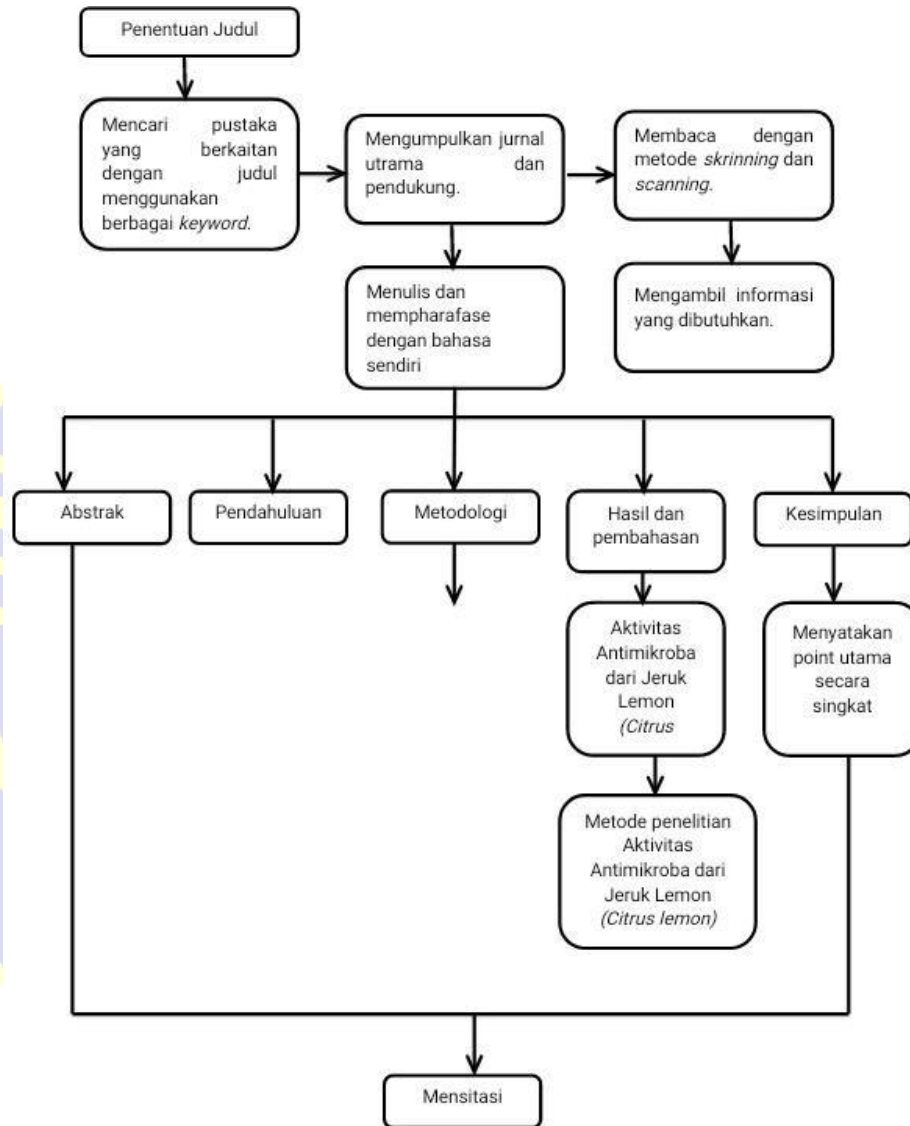 Penentuan Judul
Mencari pustaka
yang berkaitan
dengan judul
menggunakan
berbagai keyword.
Mengumpulkan jurnal
utrama dan
pendukung.
Membaca dengan
metode skrinning dan
scanning.
Menulis dan
mempharafase
dengan bahasa
sendiri
Mengambil informasi
yang dibutuhkan.
Abstrak
Pendahuluan
Metodologi
Hasil dan
pembahasan
Kesimpulan
Aktivitas
Antimikroba
dari Jeruk
Lemon
(Citrus
Menyatakan
point utama
secara
singkat
Metode penelitian
Aktivitas
Antimikroba dari
Jeruk Lemon
(Citrus lemon)
Mensitasi